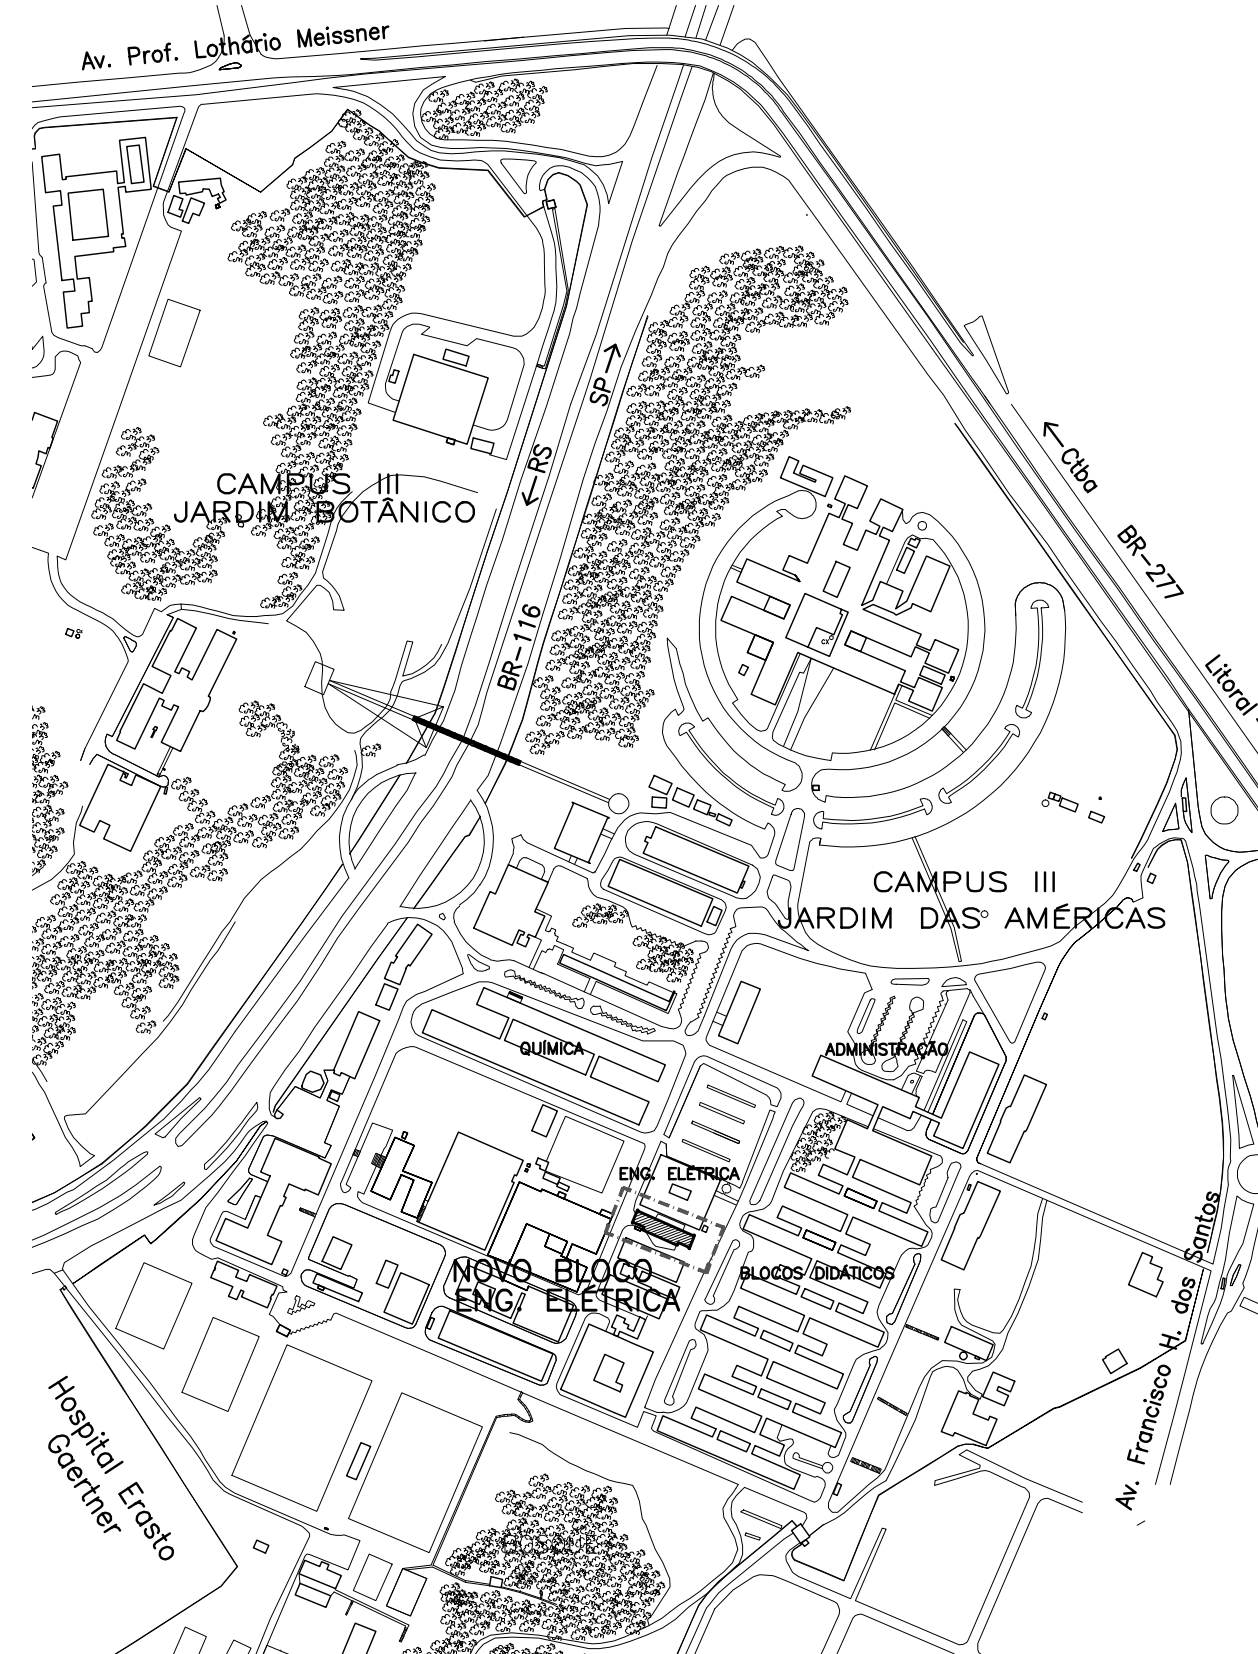 Av. Prof. Lothário Meissner
SP→
←RS
←Ctba
CAMPUS III
JARDIM BOTÂNICO
BR-277
BR-116
Litoral
CAMPUS III
JARDIM DAS AMÉRICAS
QUÍMICA
ADMINISTRAÇÃO
ENG. ELÉTRICA
NOVO BLOCO
ENG. ELÉTRICA
BLOCOS DIDÁTICOS
Av. Francisco H. dos Santos
Hospital Erasto
Gaertner
BOSQUE